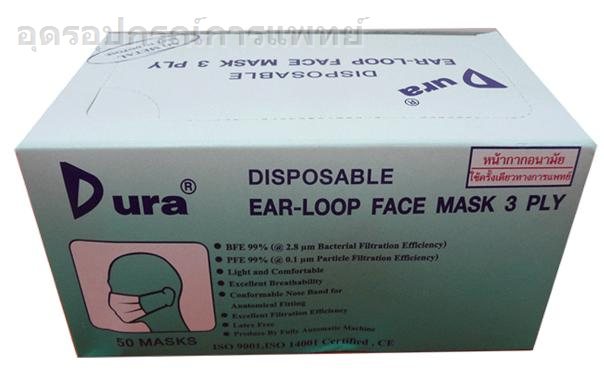 อุดรอุปกรณ์การแพทย์
DISPOSABLE
EAR-LOOP FACE MASK 3 PLY
Dura
Dura®
DISPOSABLE
EAR-LOOP FACE MASK 3 PLY
หน้ากากอนามัย
ใช้ครั้งเดียวทางการแพทย์
BFE 99% (@ 2.8 µm Bacterial Filtration Efficiency)
PFE 99% (@ 0.1 µm Particle Filtration Efficiency)
Light and Comfortable
Excellent Breathability
Conformable Nose Band for
Anatomical Fitting
Excellent Filtration Efficiency
Latex Free
Produce By Fully Automatic Machine
50 MASKS
ISO 9001,ISO 14001 Certified , CE